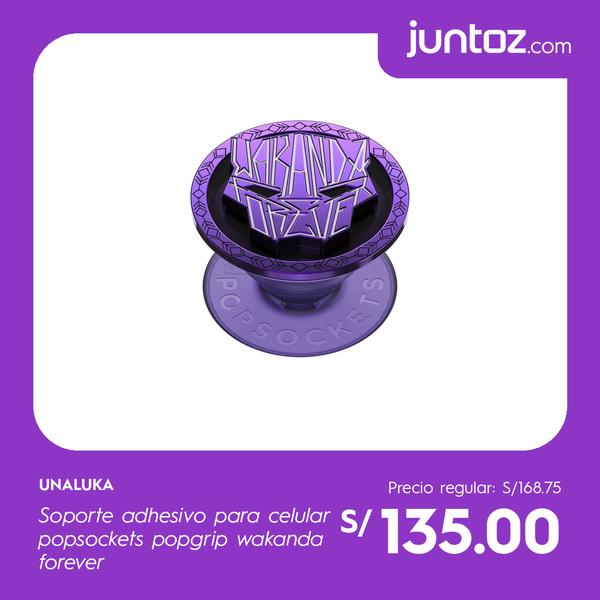 juntoz.com
WAKANDA
FOREVER
POPSOCKETS
UNALUKA
Soporte adhesivo para celular
popsockets popgrip wakanda
forever
Precio regular: S/168.75
S/ 135.00